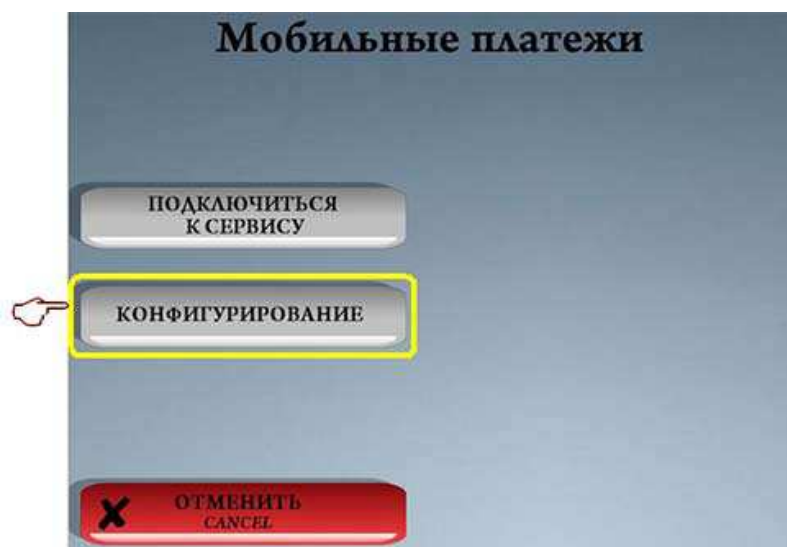 Мобильные платежи
ПОДКЛЮЧИТЬСЯ
К СЕРВИСУ
КОНФИГУРИРОВАНИЕ
ОТМЕНИТЬ
CANCEL